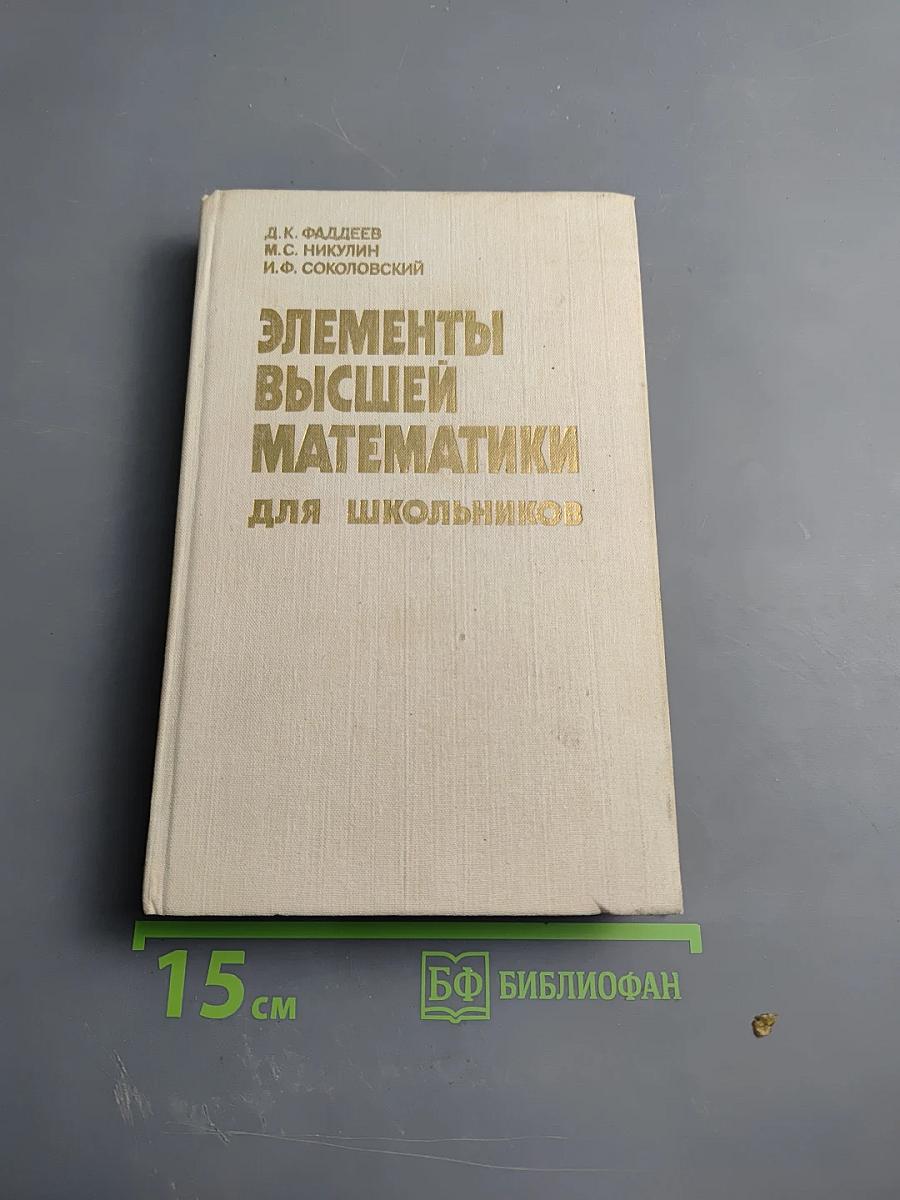 Д.К. ФАДДЕЕВ
М.С. НИКУЛИН
И.Ф. СОКОЛОВСКИЙ
ЭЛЕМЕНТЫ
ВЫСШЕЙ
МАТЕМАТИКИ
ДЛЯ ШКОЛЬНИКОВ
15 см
БФ БИБЛИОФАН